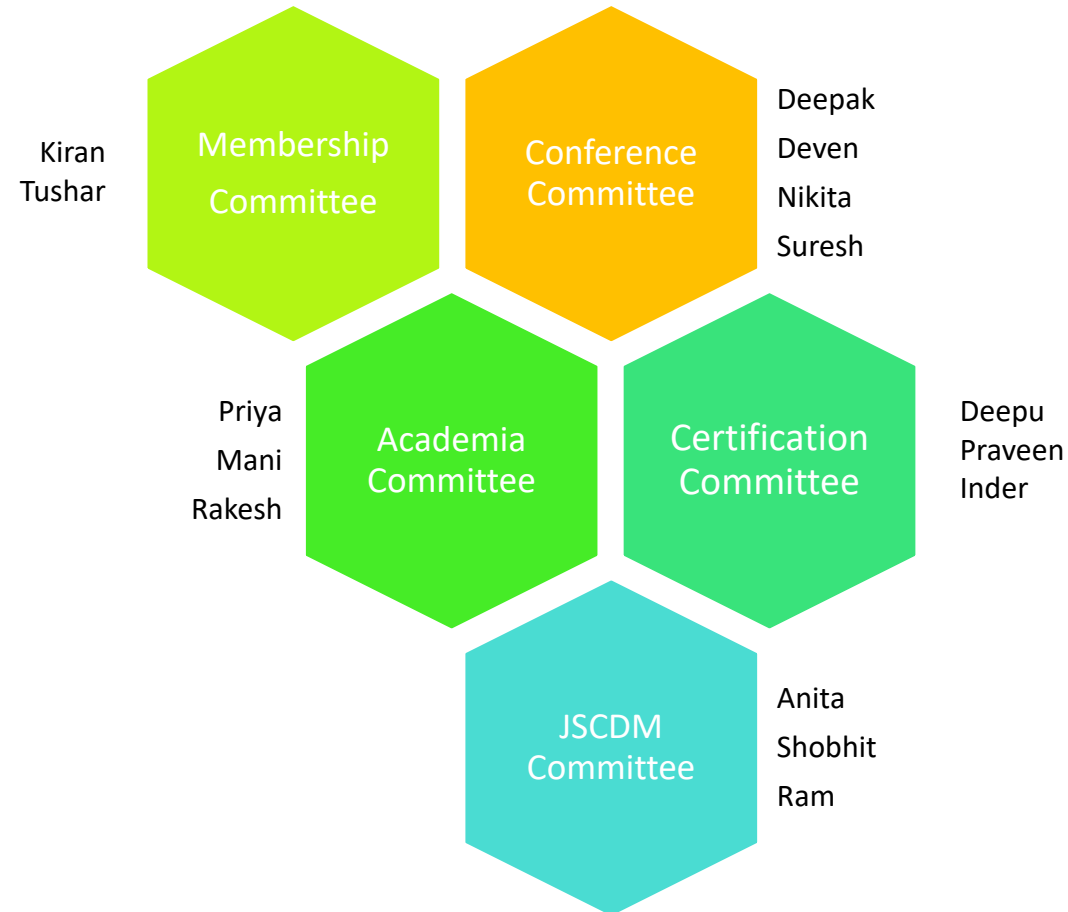 Kiran
Tushar
Membership
Committee
Conference
Committee
Deepak
Deven
Nikita
Suresh
Priya
Mani
Rakesh
Academia
Committee
Certification
Committee
Deepu
Praveen
Inder
JSCDM
Committee
Anita
Shobhit
Ram